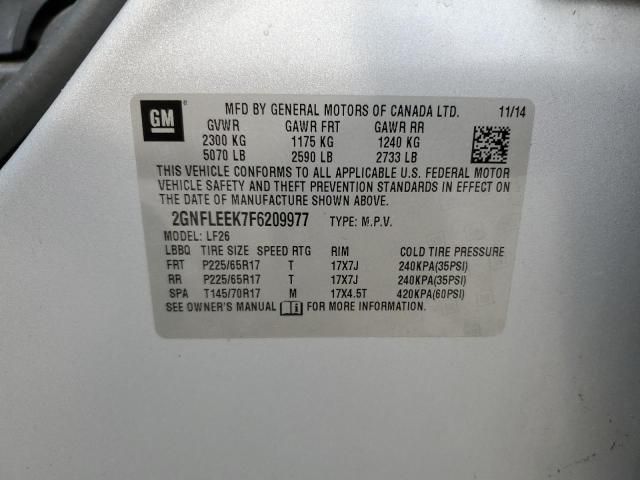 GM ®
MFD BY GENERAL MOTORS OF CANADA LTD. 11/14
GVWR GAWR FRT GAWR RR
2300 KG 1175 KG 1240 KG
5070 LB 2590 LB 2733 LB
THIS VEHICLE CONFORMS TO ALL APPLICABLE U.S. FEDERAL MOTOR
VEHICLE SAFETY AND THEFT PREVENTION STANDARDS IN EFFECT ON
THE DATE OF MANUFACTURE SHOWN ABOVE.
2GNFLEEK7F6209977 TYPE: M.P.V.
MODEL: LF26
LBBQ TIRE SIZE SPEED RTG RIM COLD TIRE PRESSURE
FRT P225/65R17 T 17X7J 240KPA(35PSI)
RR P225/65R17 T 17X7J 240KPA(35PSI)
SPA T145/70R17 M 17X4.5T 420KPA(60PSI)
SEE OWNER'S MANUAL FOR MORE INFORMATION.